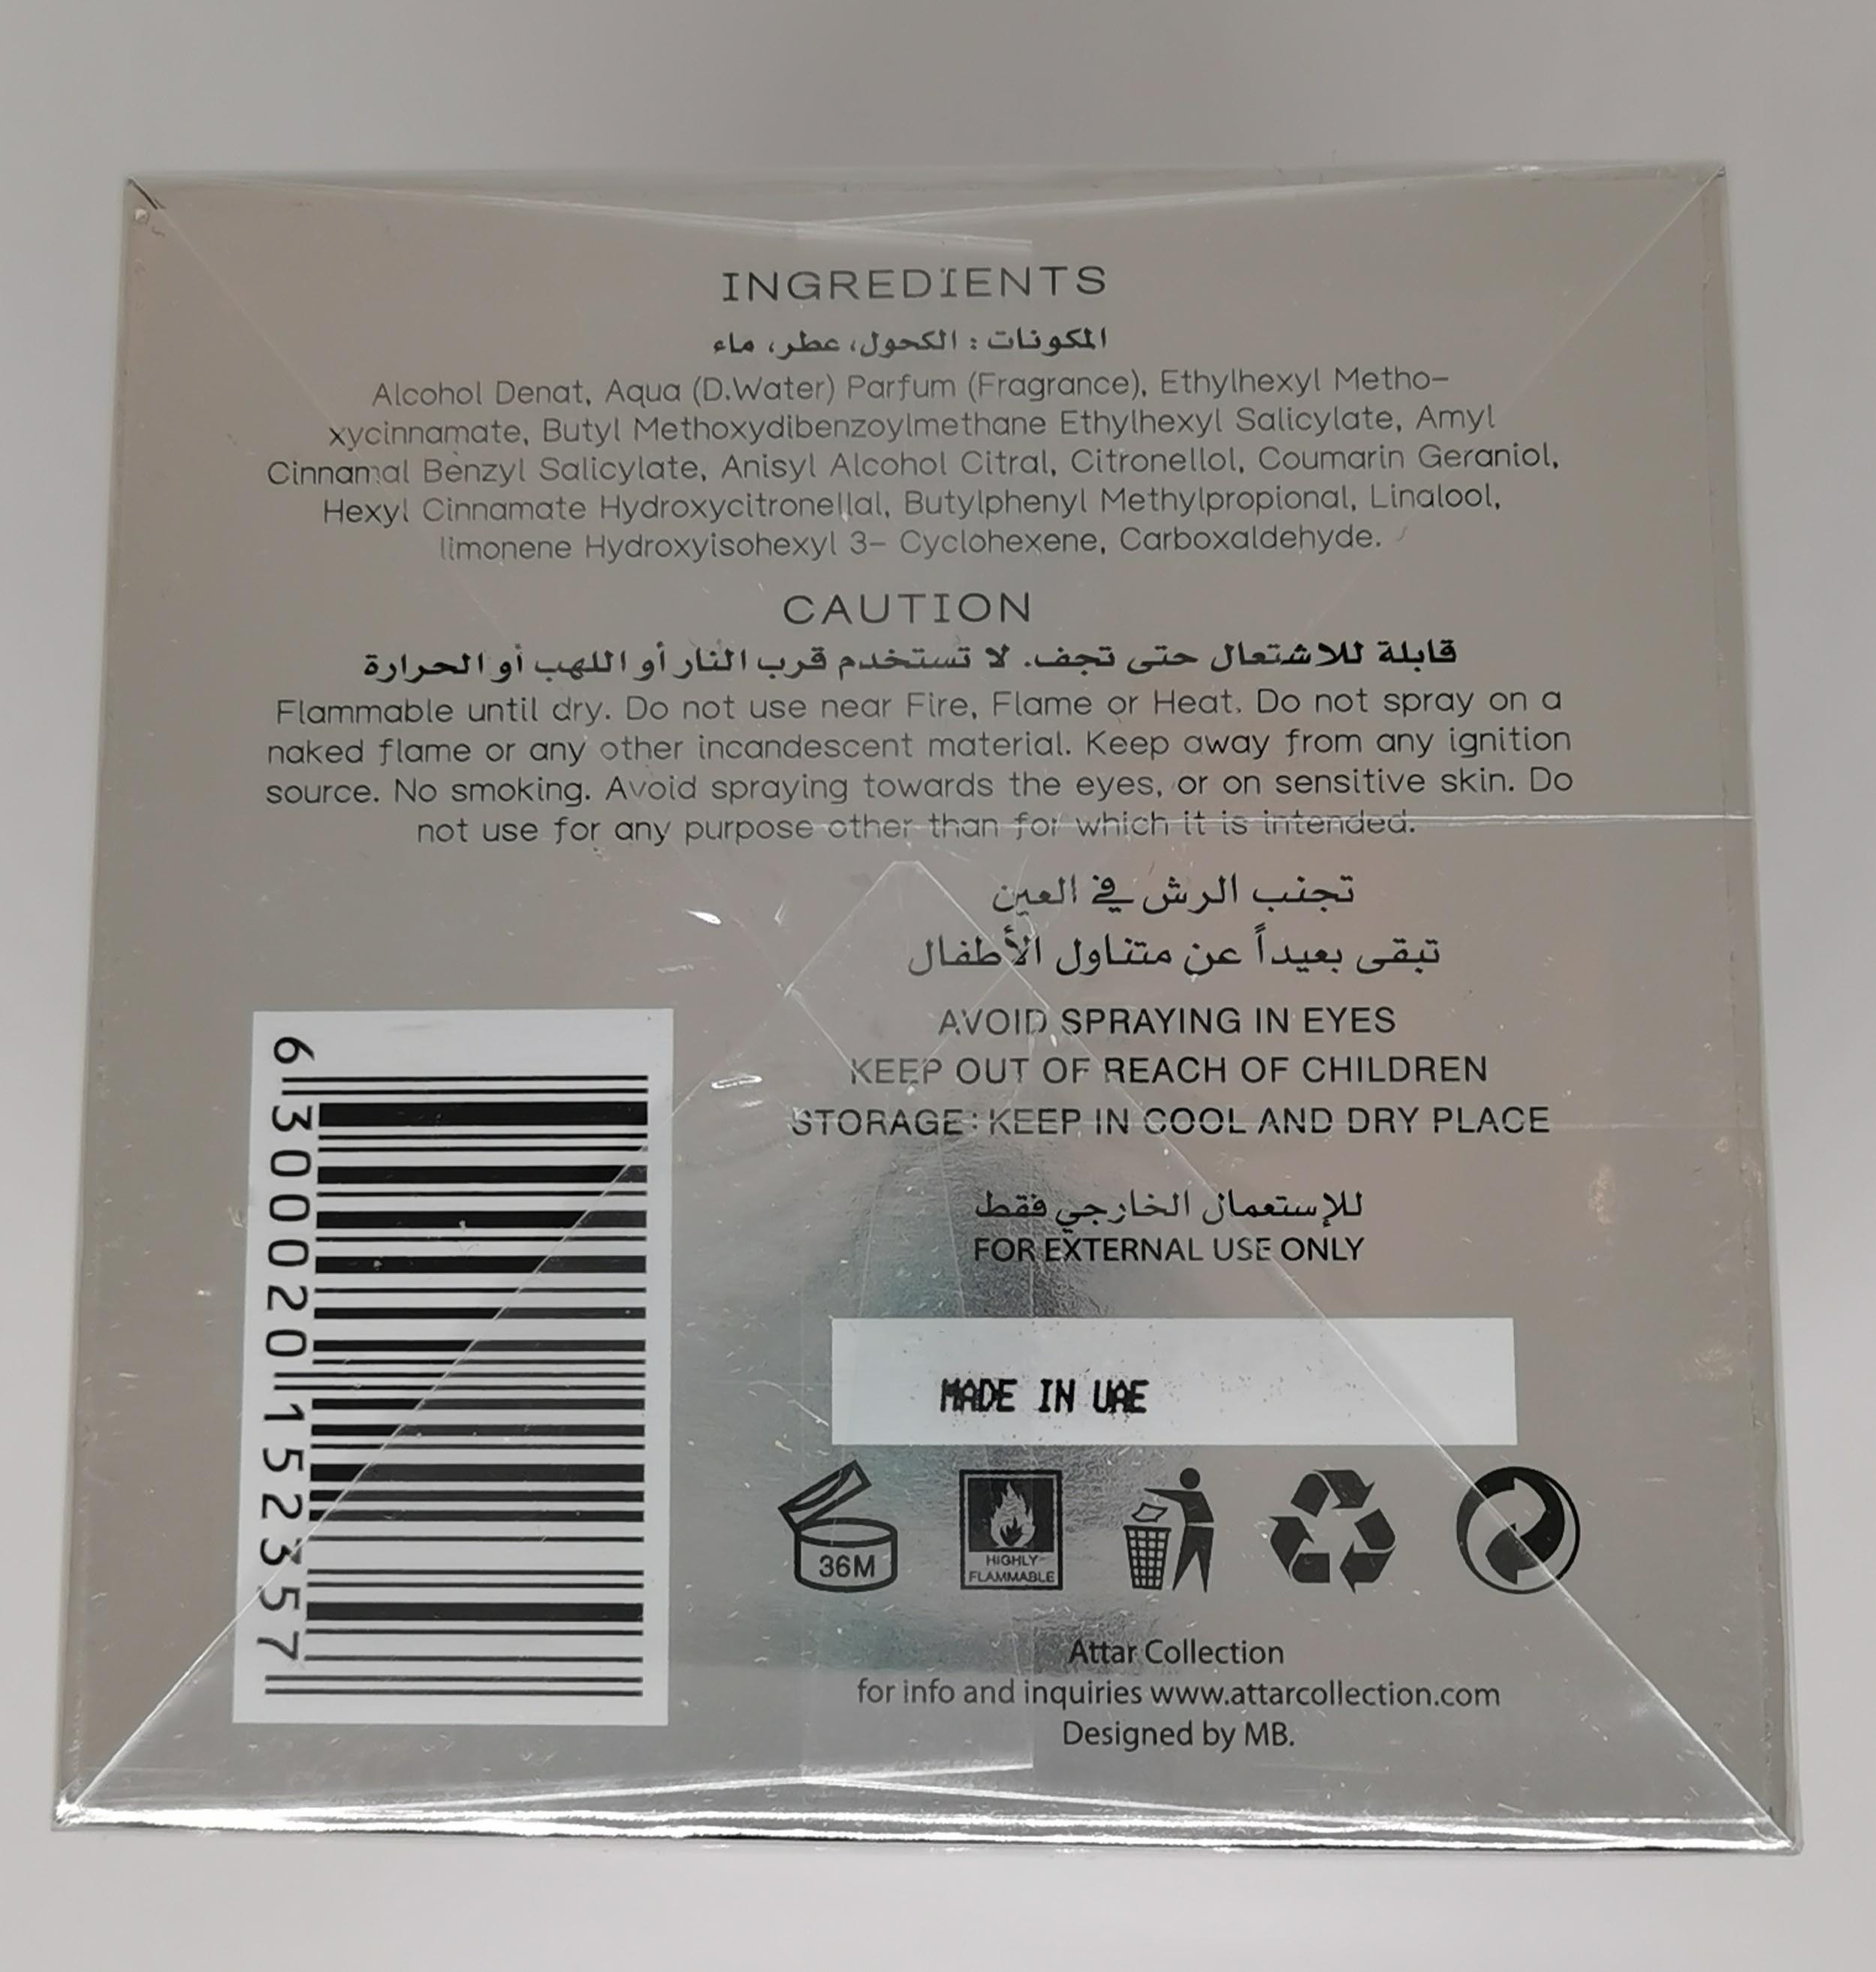 INGREDIENTS
المكونات : الكحول، عطر، ماء
Alcohol Denat, Aqua (D.Water) Parfum (Fragrance), Ethylhexyl Metho-
xycinnamate, Butyl Methoxydibenzoylmethane Ethylhexyl Salicylate, Amyl
Cinnamal Benzyl Salicylate, Anisyl Alcohol Citral, Citronellol, Coumarin Geraniol,
Hexyl Cinnamate Hydroxycitronellal, Butylphenyl Methylpropional, Linalool,
limonene Hydroxyisohexyl 3- Cyclohexene, Carboxaldehyde.
CAUTION
قابلة للاشتعال حتى تجف. لا تستخدم قرب النار أو اللهب أو الحرارة
Flammable until dry. Do not use near Fire, Flame or Heat. Do not spray on a
naked flame or any other incandescent material. Keep away from any ignition
source. No smoking. Avoid spraying towards the eyes, or on sensitive skin. Do
not use for any purpose other than for which it is intended.
تجنب الرش في العين
تبقى بعيداً عن متناول الأطفال
AVOID SPRAYING IN EYES
KEEP OUT OF REACH OF CHILDREN
STORAGE: KEEP IN COOL AND DRY PLACE
للإستعمال الخارجي فقط
FOR EXTERNAL USE ONLY
6 300020 152357
MADE IN UAE
36M
HIGHLY
FLAMMABLE
Attar Collection
for info and inquiries www.attarcollection.com
Designed by MB.